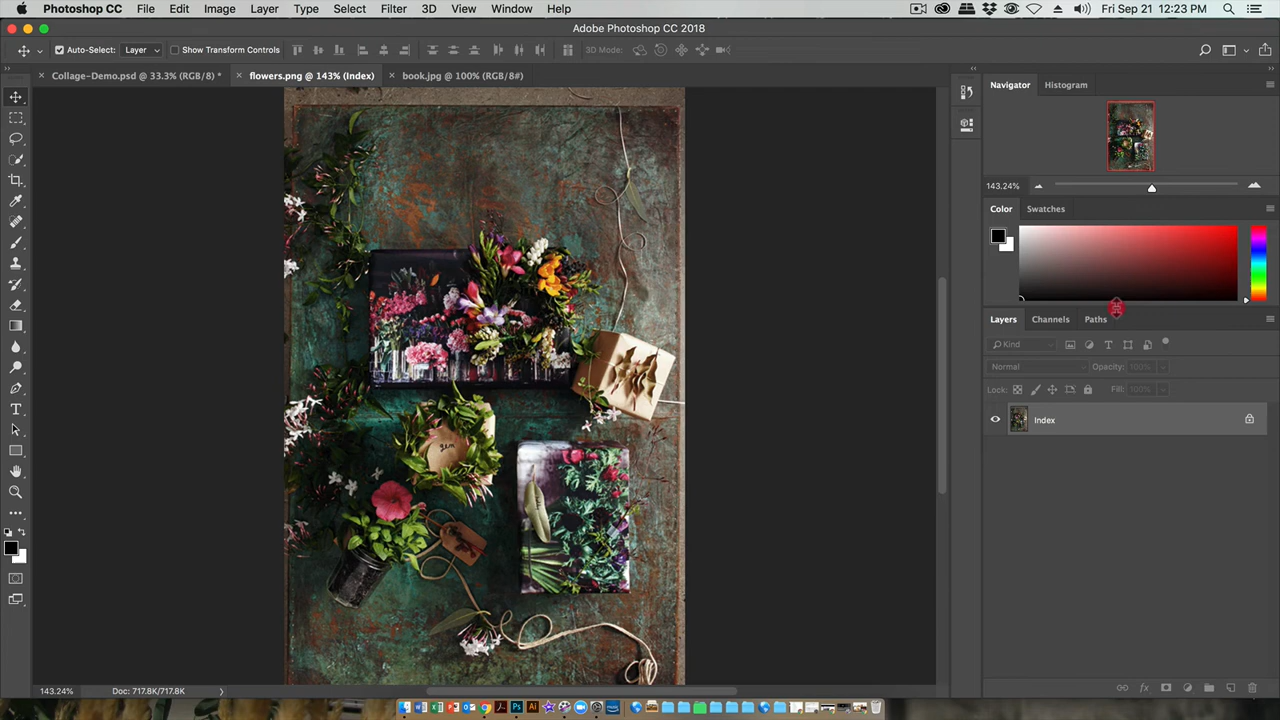 Photoshop CC File Edit Image Layer Type Select Filter 3D View Window Help Fri Sep 21 12:23 PM
Adobe Photoshop CC 2018
Auto-Select: Layer Show Transform Controls 3D Mode:
Collage-Demo.psd @ 33.3% (RGB/8) * flowers.png @ 143% (Index) book.jpg @ 100% (RGB/8#)
Navigator Histogram
143.24%
Color Swatches
Layers Channels Paths
Kind
Normal Opacity: 100%
Lock: Fill: 100%
Index
143.24% Doc: 717.8K/717.8K